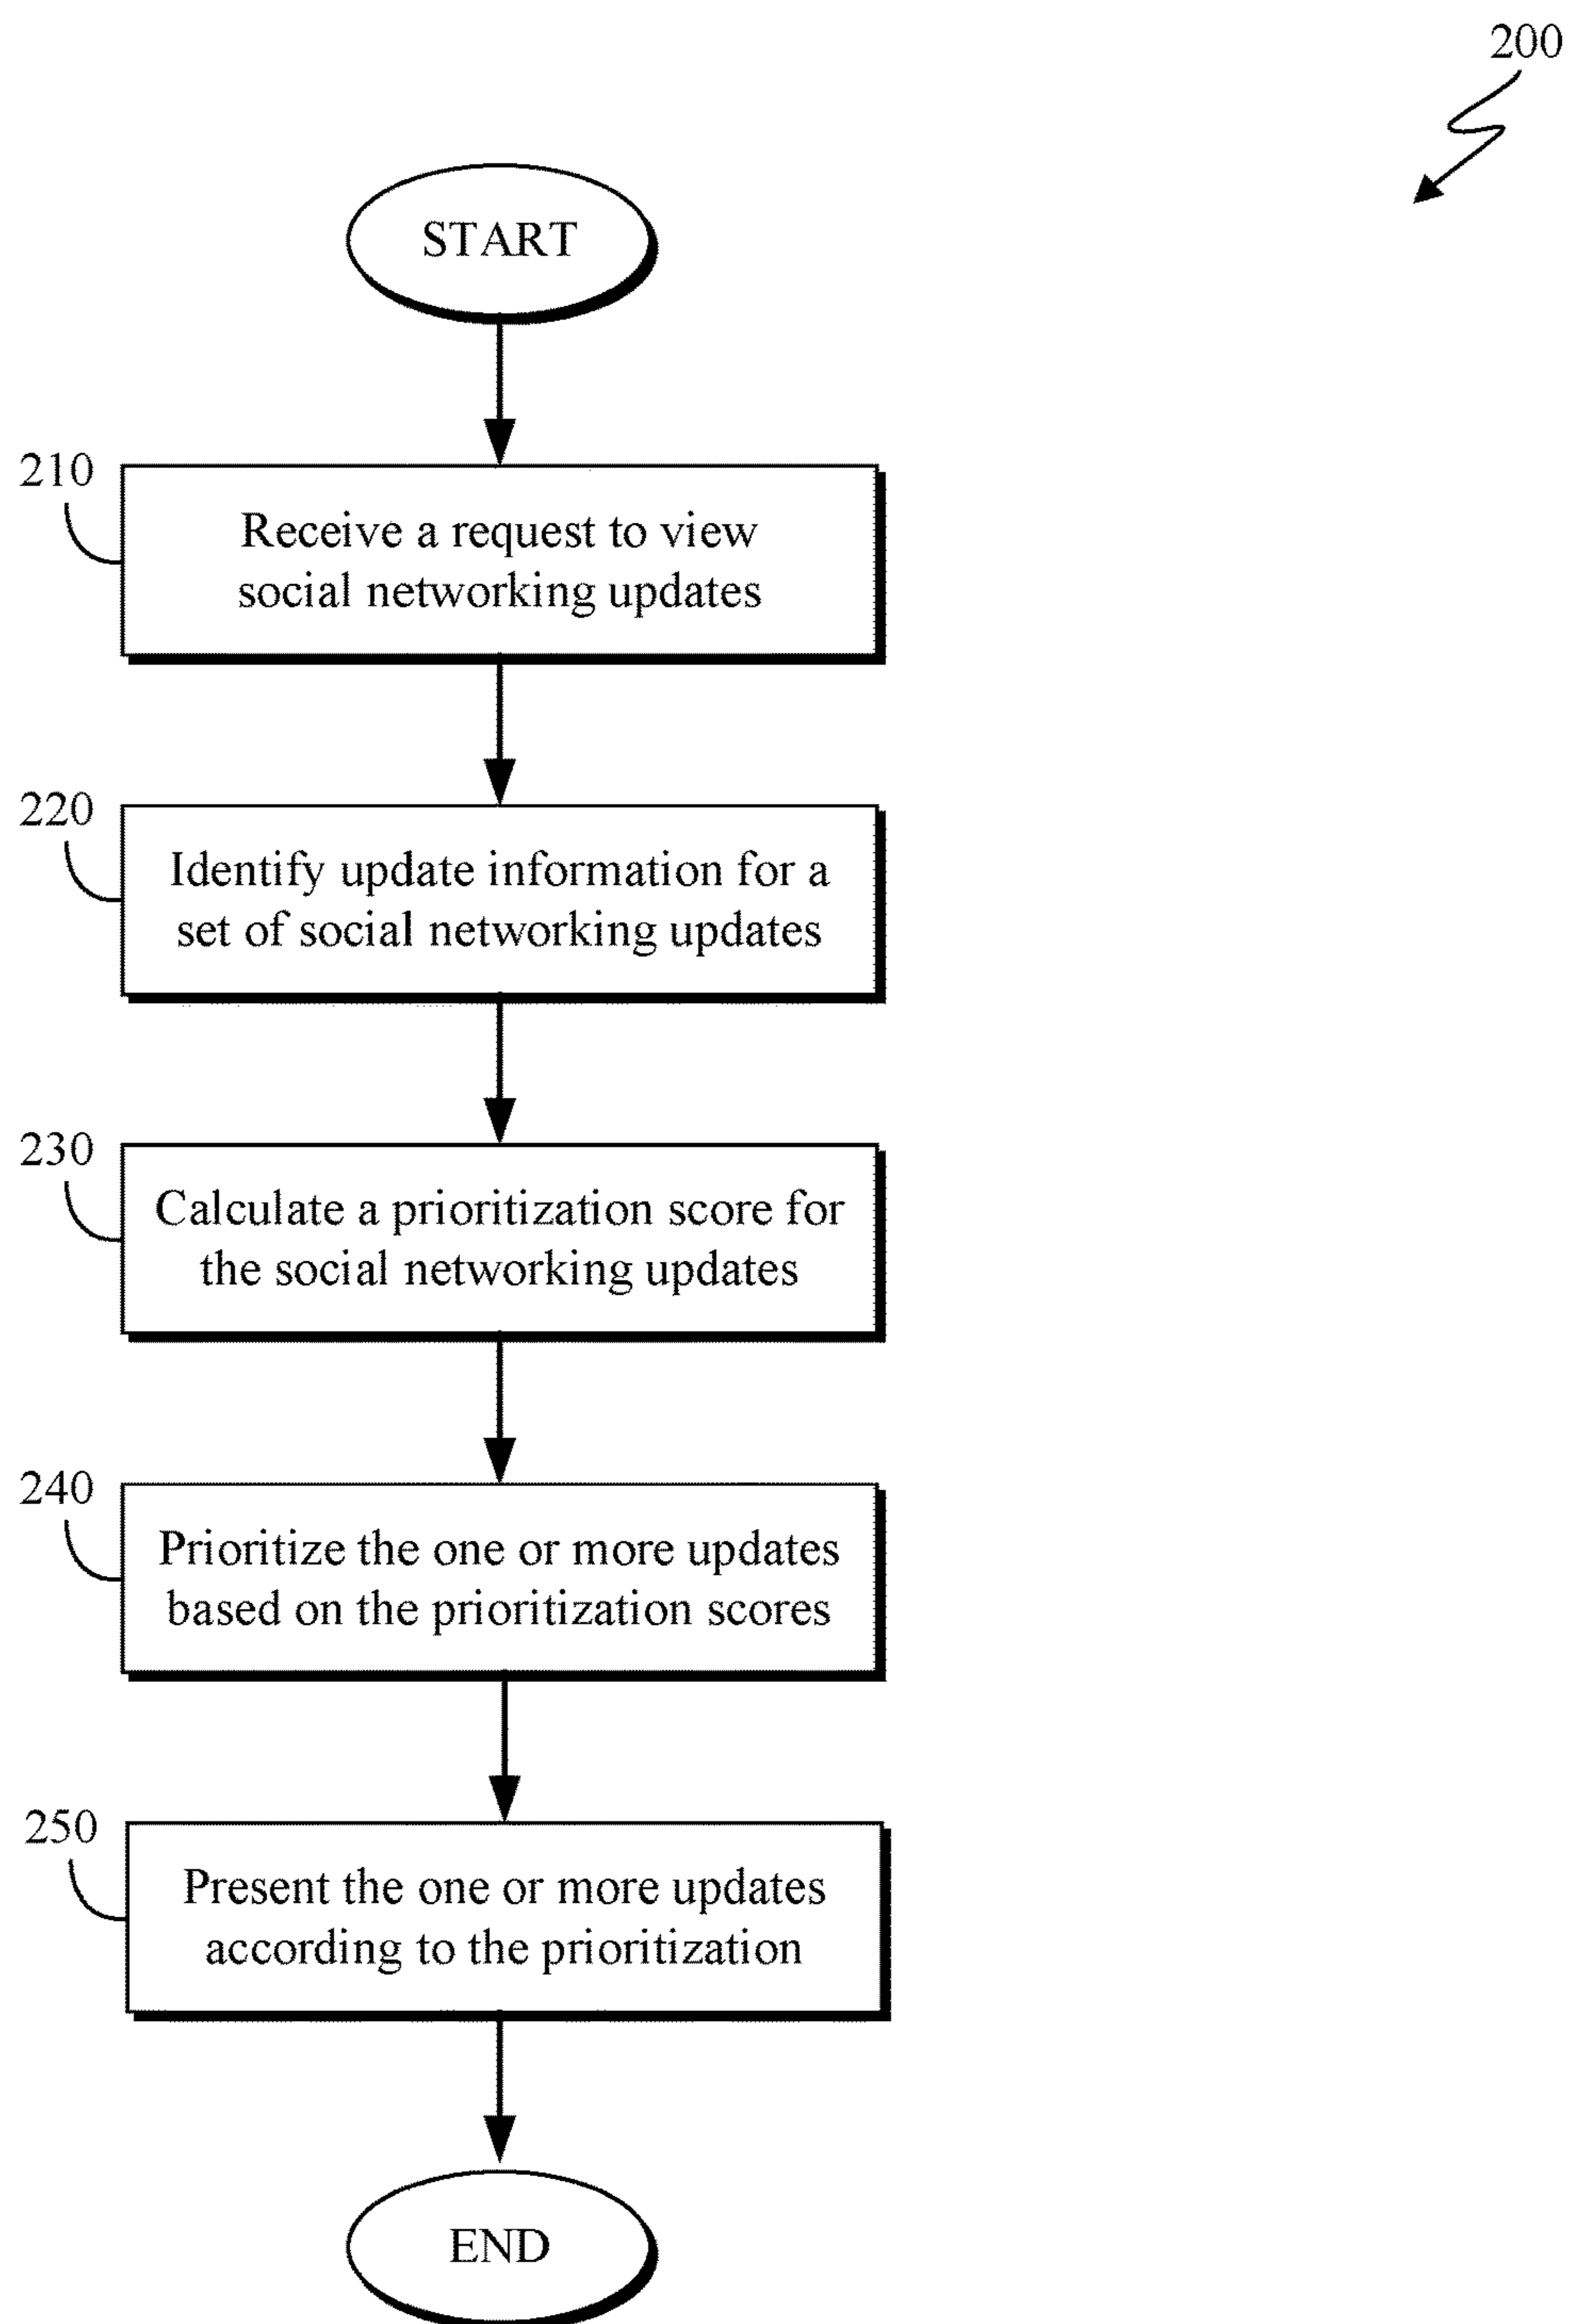 200
START
210
Receive a request to view
social networking updates
220
Identify update information for a
set of social networking updates
230
Calculate a prioritization score for
the social networking updates
240
Prioritize the one or more updates
based on the prioritization scores
250
Present the one or more updates
according to the prioritization
END